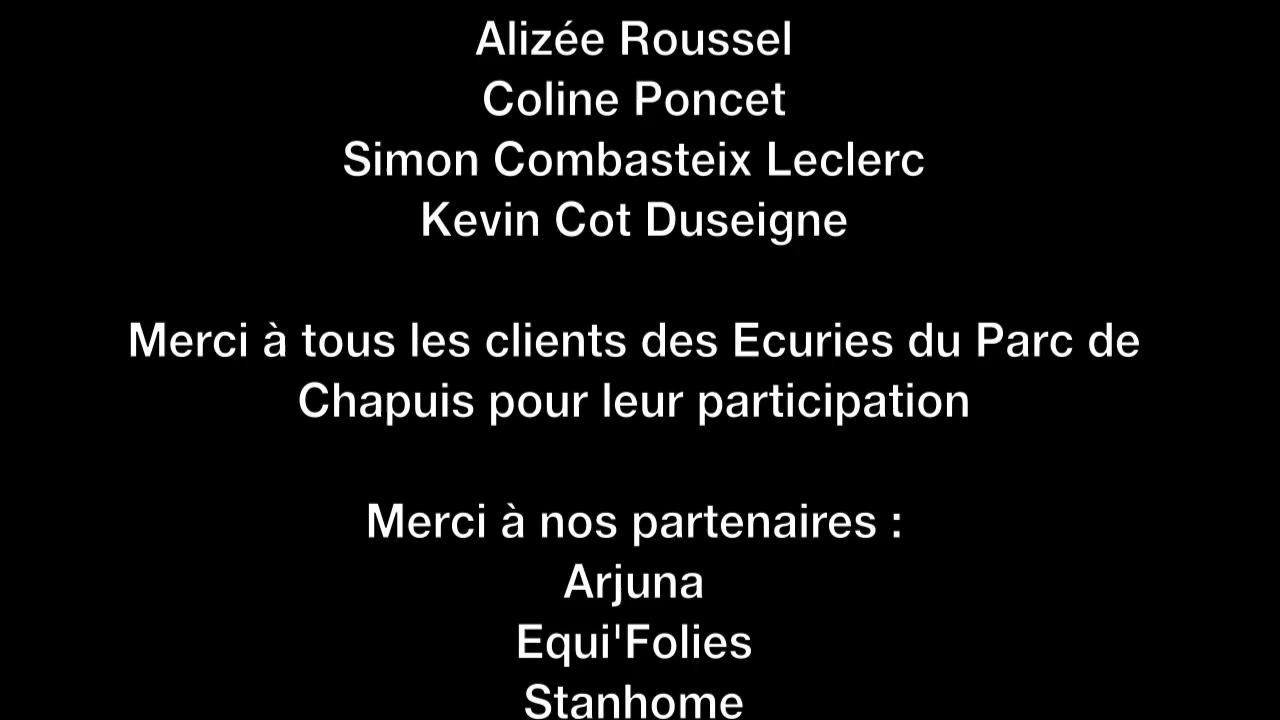 Alizée Roussel
Coline Poncet
Simon Combasteix Leclerc
Kevin Cot Duseigne
Merci à tous les clients des Ecuries du Parc de
Chapuis pour leur participation
Merci à nos partenaires :
Arjuna
Equi'Folies
Stanhome